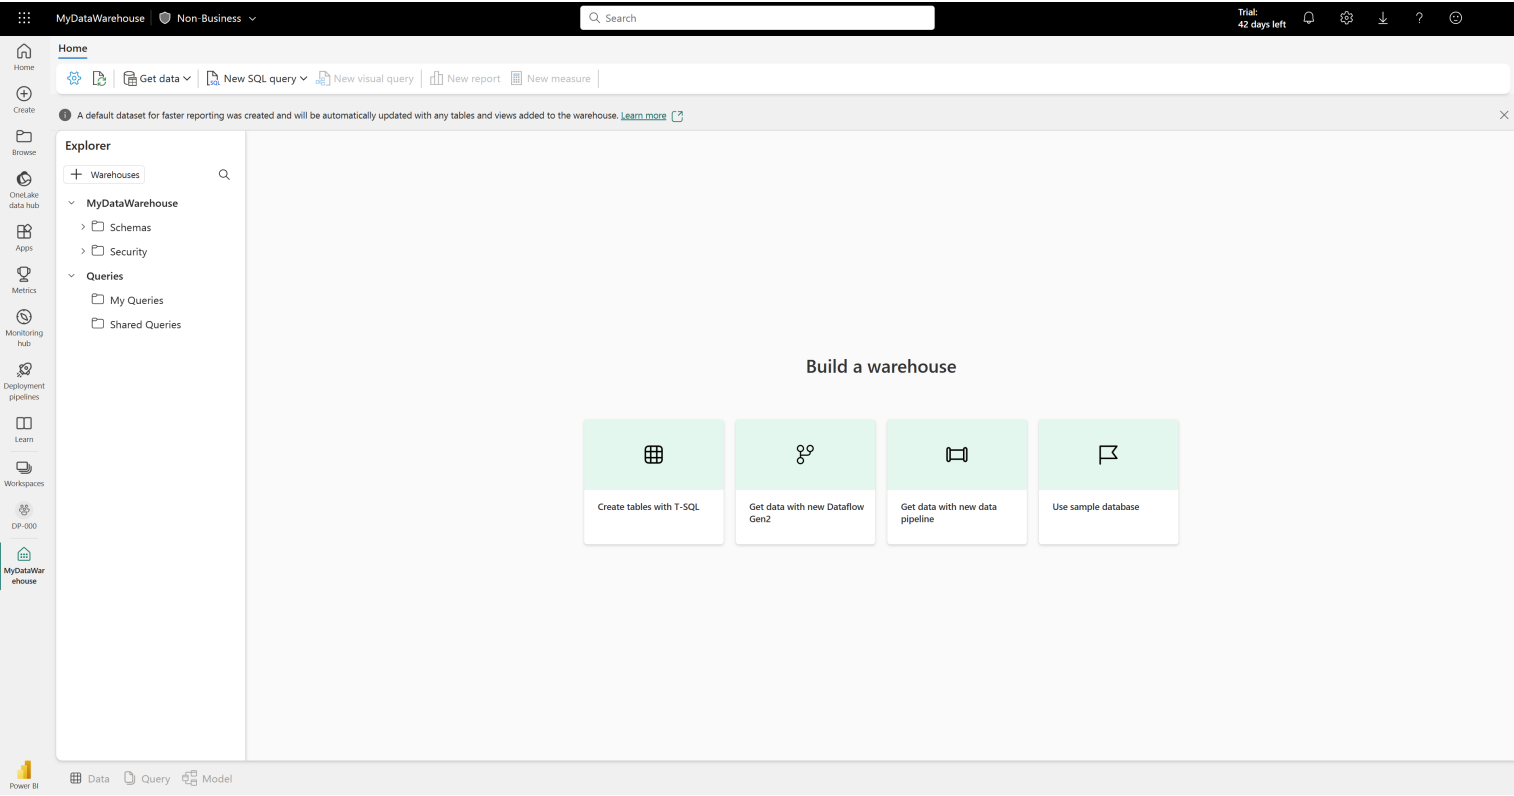 MyDataWarehouse
Non-Business
Search
Trial:
42 days left
?
Home
Create
Browse
OneLake
data hub
Apps
Metrics
Monitoring
hub
Deployment
pipelines
Learn
Workspaces
DP-000
MyDataWar
ehouse
Power BI
Home
Get data
SQL
New SQL query
New visual query
New report
New measure
A default dataset for faster reporting was created and will be automatically updated with any tables and views added to the warehouse. Learn more
Explorer
+ Warehouses
MyDataWarehouse
Schemas
Security
Queries
My Queries
Shared Queries
Build a warehouse
Create tables with T-SQL
Get data with new Dataflow
Gen2
Get data with new data
pipeline
Use sample database
Data
Query
Model